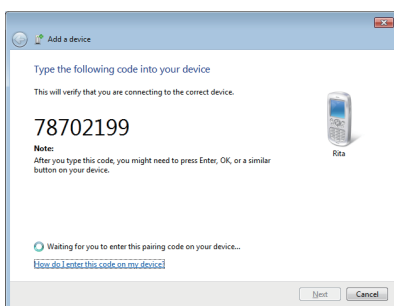 Add a device
Type the following code into your device
This will verify that you are connecting to the correct device.
78702199
Note:
After you type this code, you might need to press Enter, OK, or a similar
button on your device.
Rita
Waiting for you to enter this pairing code on your device...
How do I enter this code on my device?
Next
Cancel